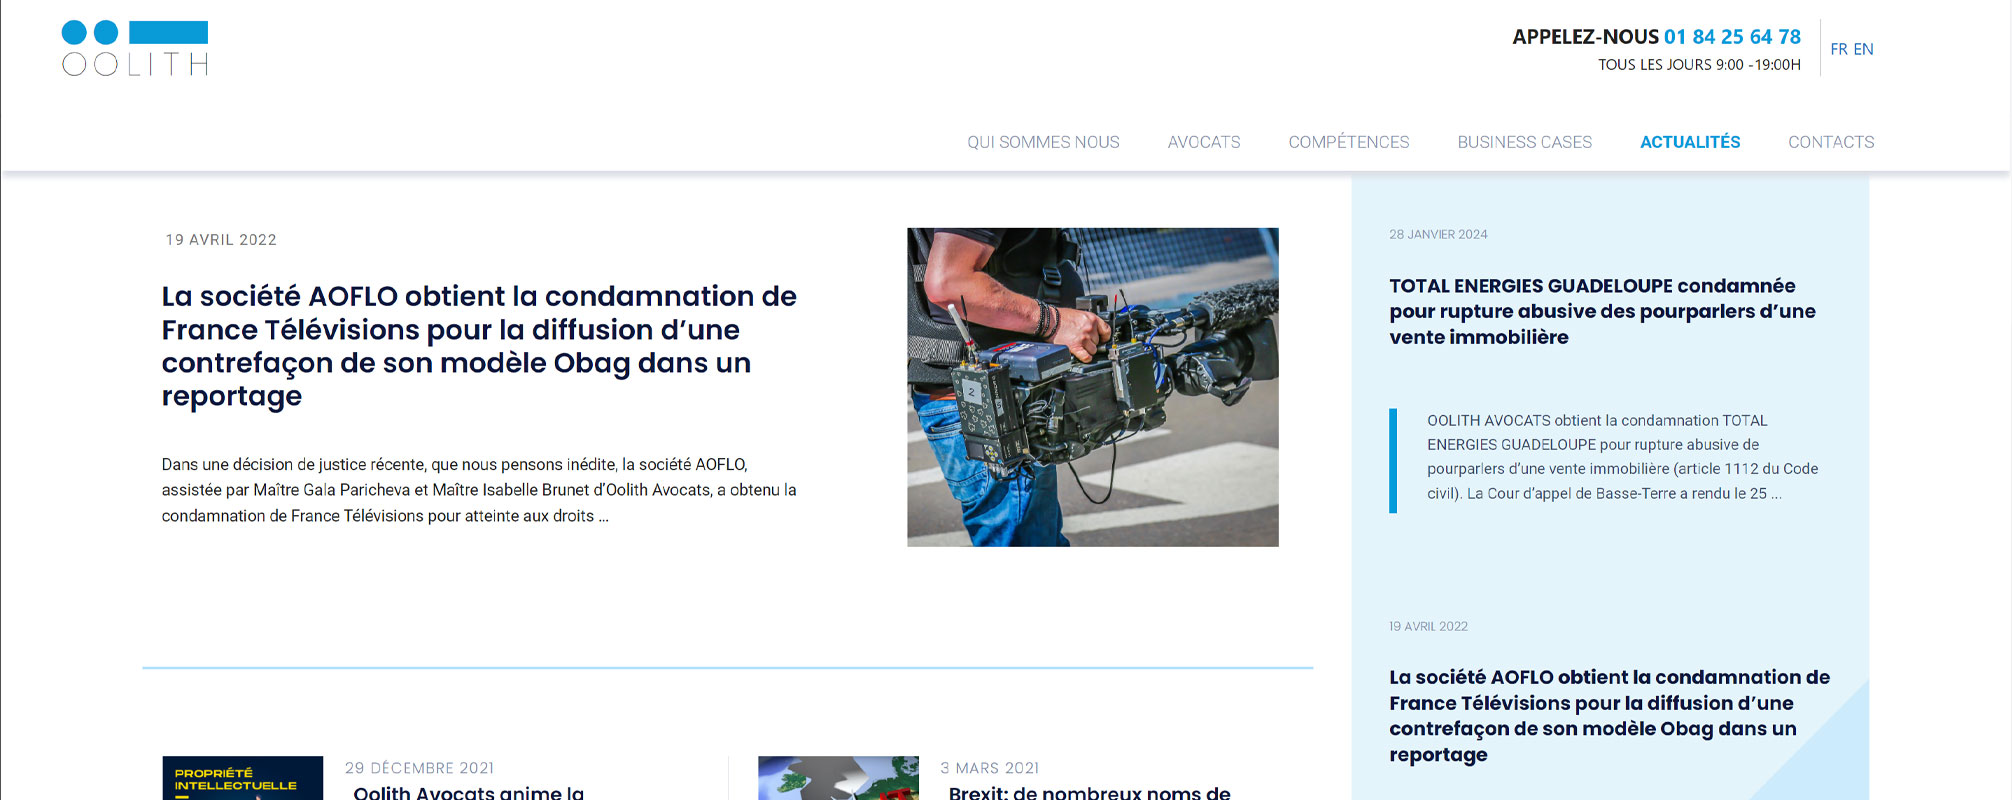 OOLITH
APPELEZ-NOUS 01 84 25 64 78
TOUS LES JOURS 9:00 -19:00H
FR EN
QUI SOMMES NOUS AVOCATS COMPÉTENCES BUSINESS CASES ACTUALITÉS CONTACTS
19 AVRIL 2022
La société AOFLO obtient la condamnation de
France Télévisions pour la diffusion d’une
contrefaçon de son modèle Obag dans un
reportage
Dans une décision de justice récente, que nous pensons inédite, la société AOFLO,
assistée par Maître Gala Paricheva et Maître Isabelle Brunet d’Oolith Avocats, a obtenu la
condamnation de France Télévisions pour atteinte aux droits ...
2
PROPRIÉTÉ
INTELLECTUELLE
29 DÉCEMBRE 2021
Oolith Avocats anime la
3 MARS 2021
Brexit: de nombreux noms de
28 JANVIER 2024
TOTAL ENERGIES GUADELOUPE condamnée
pour rupture abusive des pourparlers d’une
vente immobilière
OOLITH AVOCATS obtient la condamnation TOTAL
ENERGIES GUADELOUPE pour rupture abusive de
pourparlers d’une vente immobilière (article 1112 du Code
civil). La Cour d’appel de Basse-Terre a rendu le 25 ...
19 AVRIL 2022
La société AOFLO obtient la condamnation de
France Télévisions pour la diffusion d’une
contrefaçon de son modèle Obag dans un
reportage